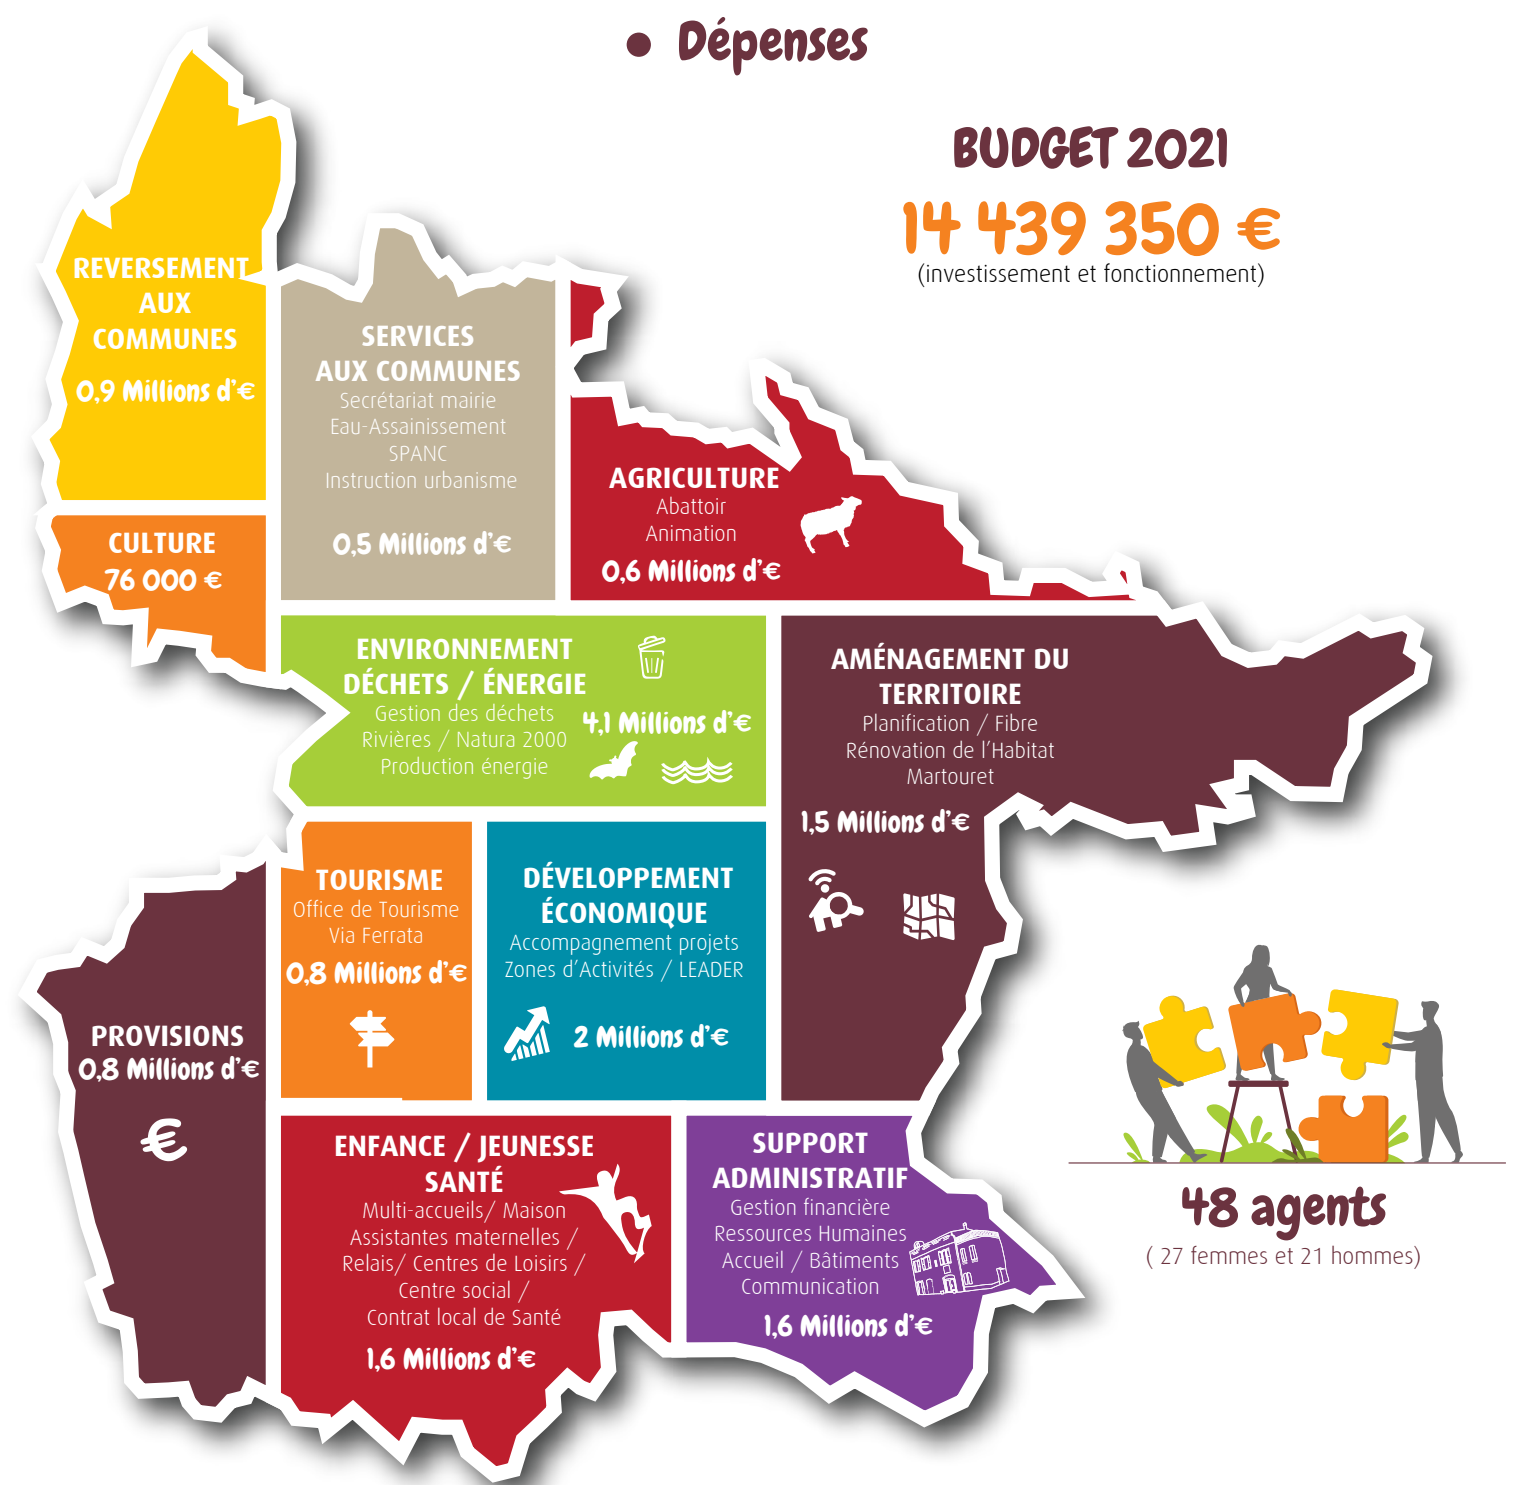 • Dépenses
BUDGET 2021
14 439 350 €
(investissement et fonctionnement)
REVERSEMENT
AUX
COMMUNES
0,9 Millions d'€
SERVICES
AUX COMMUNES
Secrétariat mairie
Eau-Assainissement
SPANC
Instruction urbanisme
0,5 Millions d'€
AGRICULTURE
Abattoir
Animation
0,6 Millions d'€
CULTURE
76 000 €
ENVIRONNEMENT
DÉCHETS / ÉNERGIE
Gestion des déchets
Rivières / Natura 2000
Production énergie
4,1 Millions d'€
AMÉNAGEMENT DU
TERRITOIRE
Planification / Fibre
Rénovation de l'Habitat
Martouret
1,5 Millions d'€
TOURISME
Office de Tourisme
Via Ferrata
0,8 Millions d'€
DÉVELOPPEMENT
ÉCONOMIQUE
Accompagnement projets
Zones d'Activités / LEADER
2 Millions d'€
PROVISIONS
0,8 Millions d'€
€
ENFANCE / JEUNESSE
SANTÉ
Multi-accueils/ Maison
Assistantes maternelles /
Relais/ Centres de Loisirs /
Centre social /
Contrat local de Santé
1,6 Millions d'€
SUPPORT
ADMINISTRATIF
Gestion financière
Ressources Humaines
Accueil / Bâtiments
Communication
1,6 Millions d'€
48 agents
( 27 femmes et 21 hommes)